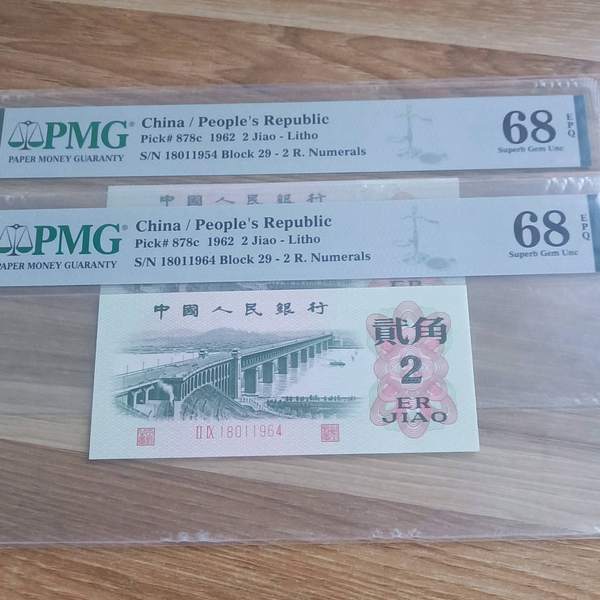 PMG®
PAPER MONEY GUARANTY
China / People's Republic
Pick# 878c 1962 2 Jiao - Litho
S/N 18011954 Block 29 - 2 R. Numerals
68
EPQ
Superb Gem Unc
中國人民銀行
PMG®
PAPER MONEY GUARANTY
China / People's Republic
Pick# 878c 1962 2 Jiao - Litho
S/N 18011964 Block 29 - 2 R. Numerals
68
EPQ
Superb Gem Unc
ER
中國人民銀行
貳角
2
ER
JIAO
II IX 18011964